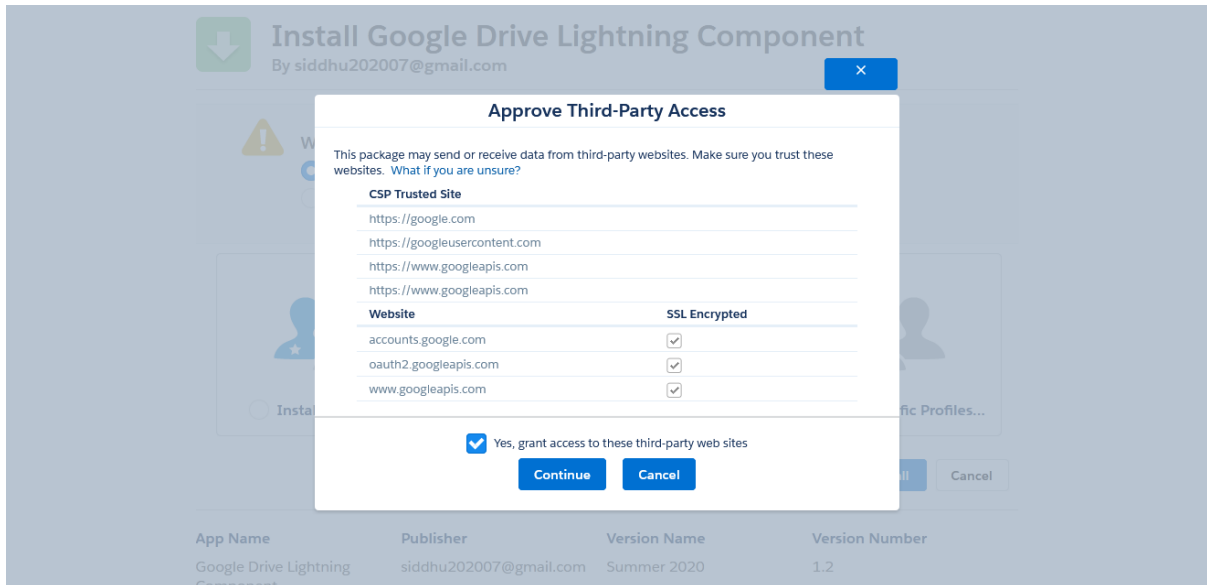 Install Google Drive Lightning Component
By siddhu202007@gmail.com
×
Approve Third-Party Access
W
This package may send or receive data from third-party websites. Make sure you trust these
websites. What if you are unsure?
CSP Trusted Site
https://google.com
https://googleusercontent.com
https://www.googleapis.com
https://www.googleapis.com
Website SSL Encrypted
accounts.google.com
oauth2.googleapis.com
www.googleapis.com
Insta
fic Profiles...
Yes, grant access to these third-party web sites
Continue Cancel
ll Cancel
App Name Publisher Version Name Version Number
Google Drive Lightning siddhu202007@gmail.com Summer 2020 1.2
Component